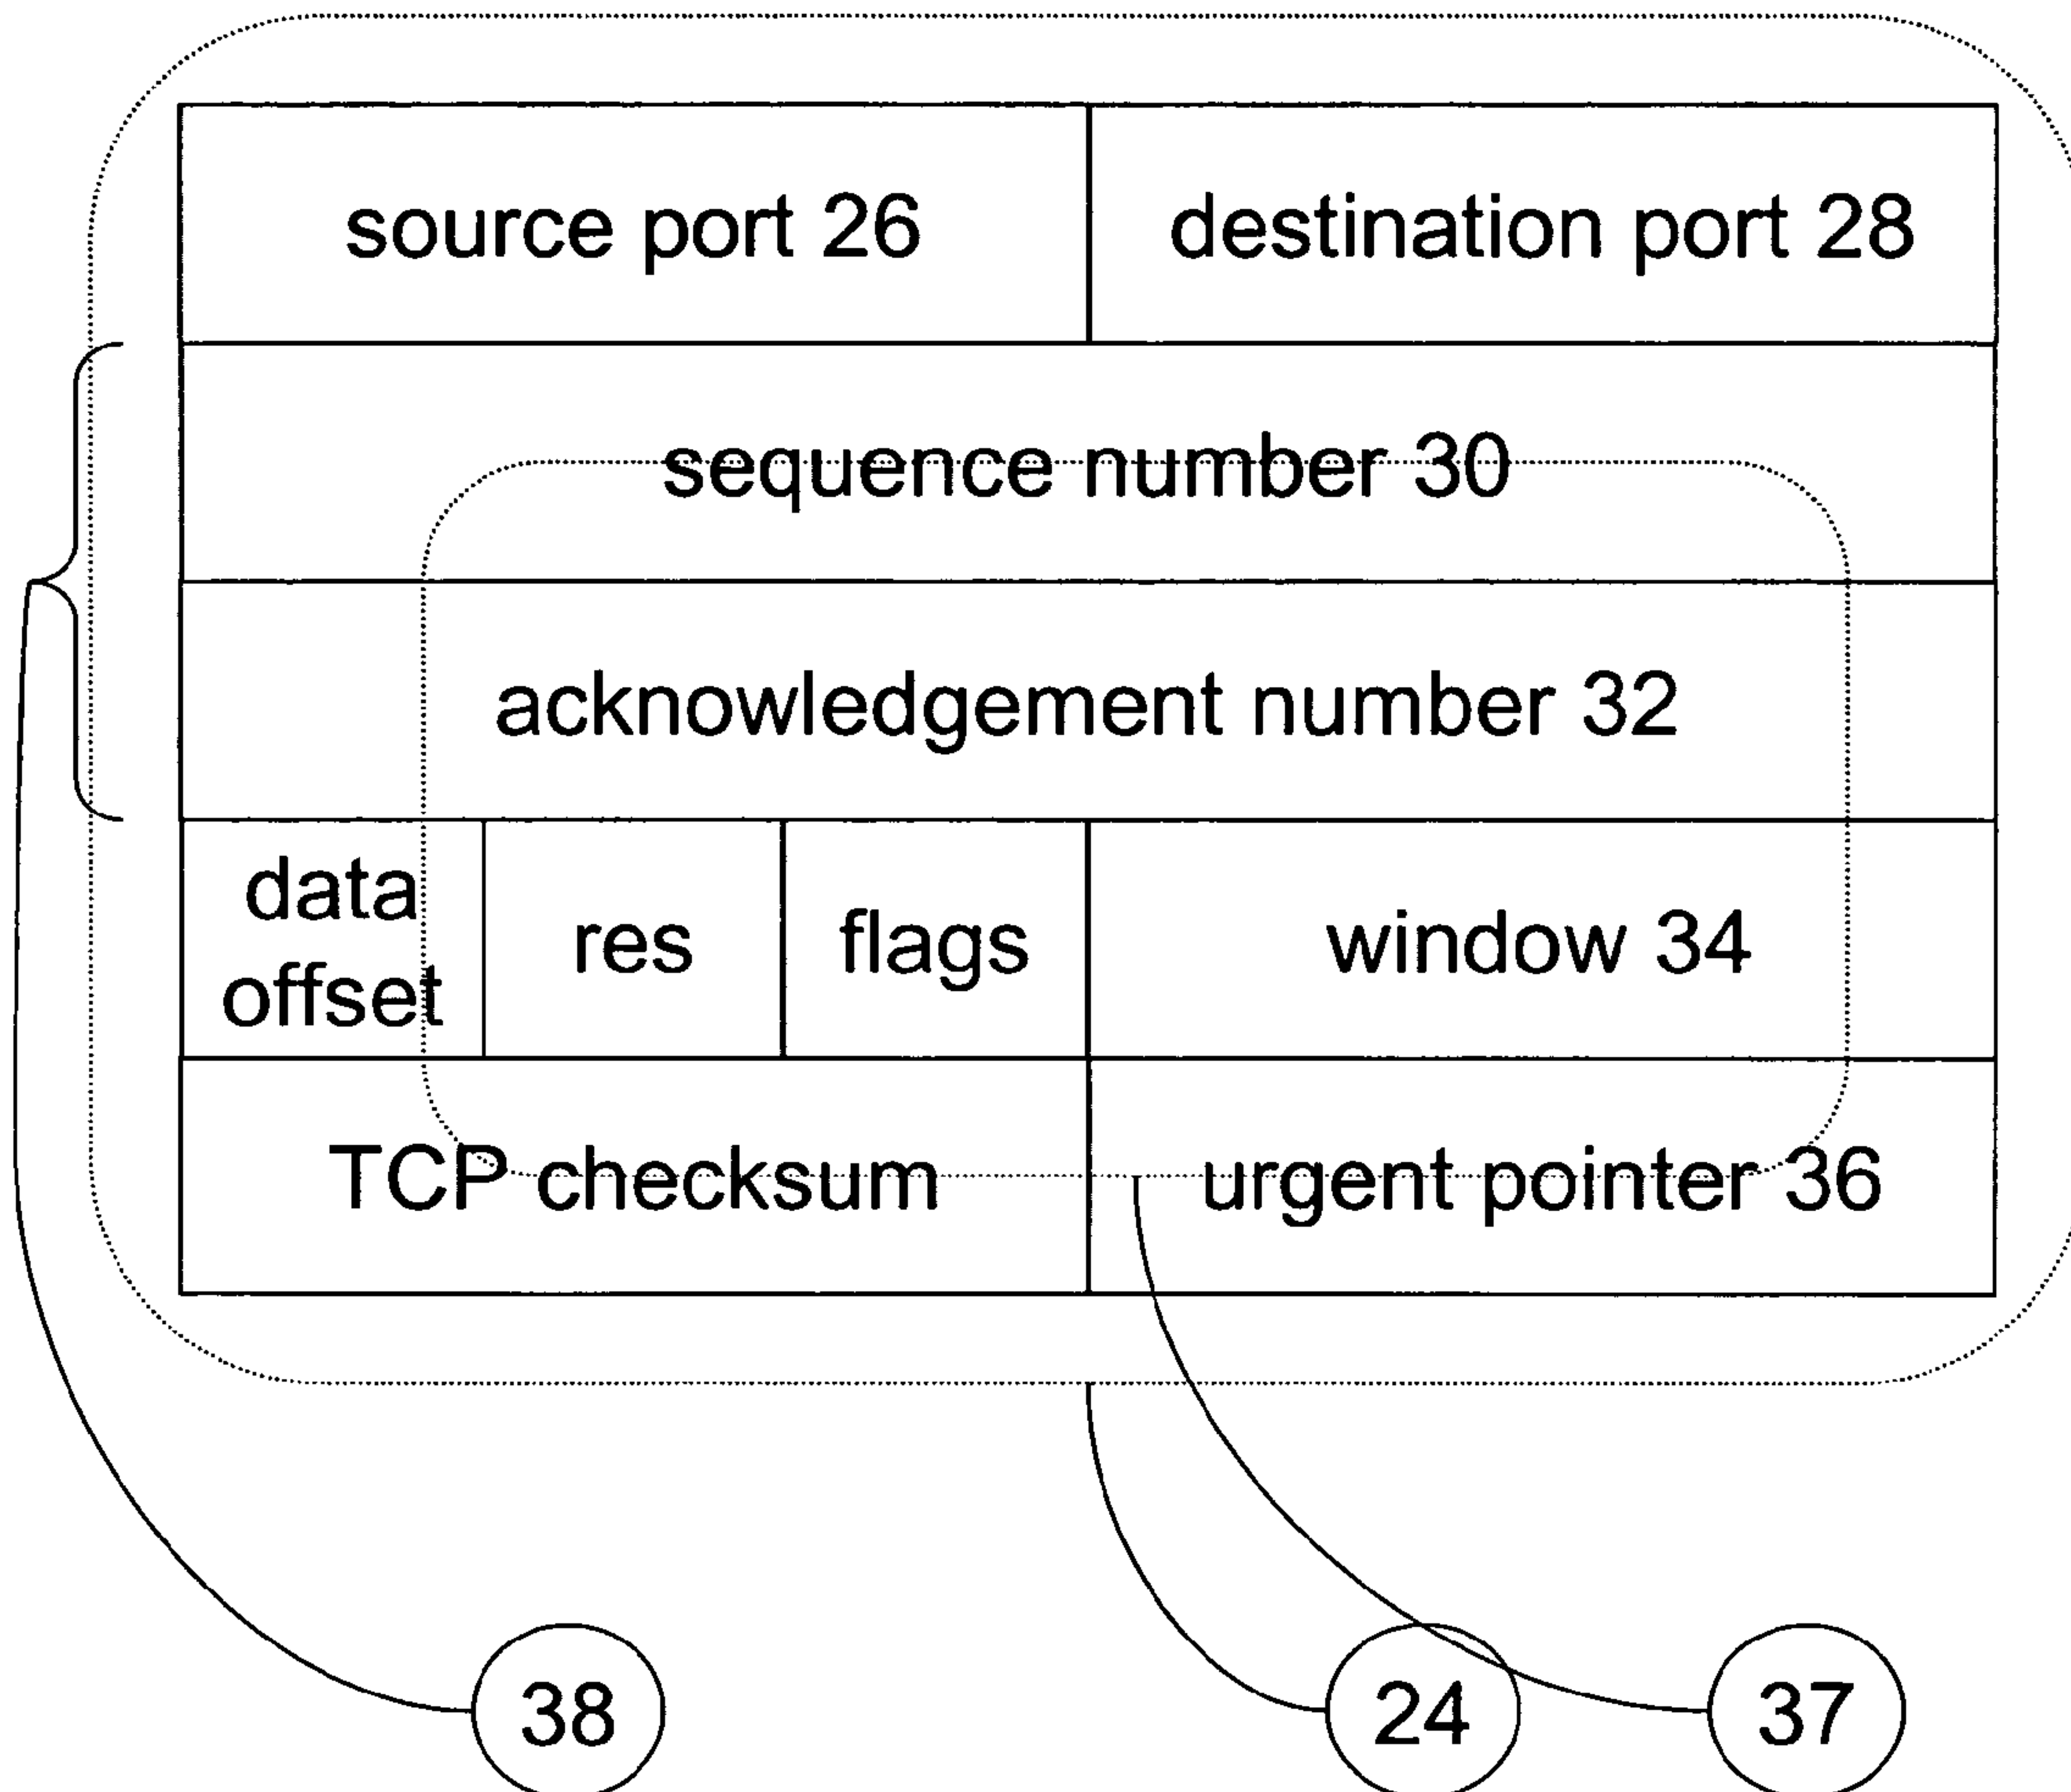 source port 26
destination port 28
sequence number 30
acknowledgement number 32
data
offset
res
flags
window 34
TCP checksum
urgent pointer 36
38
24
37